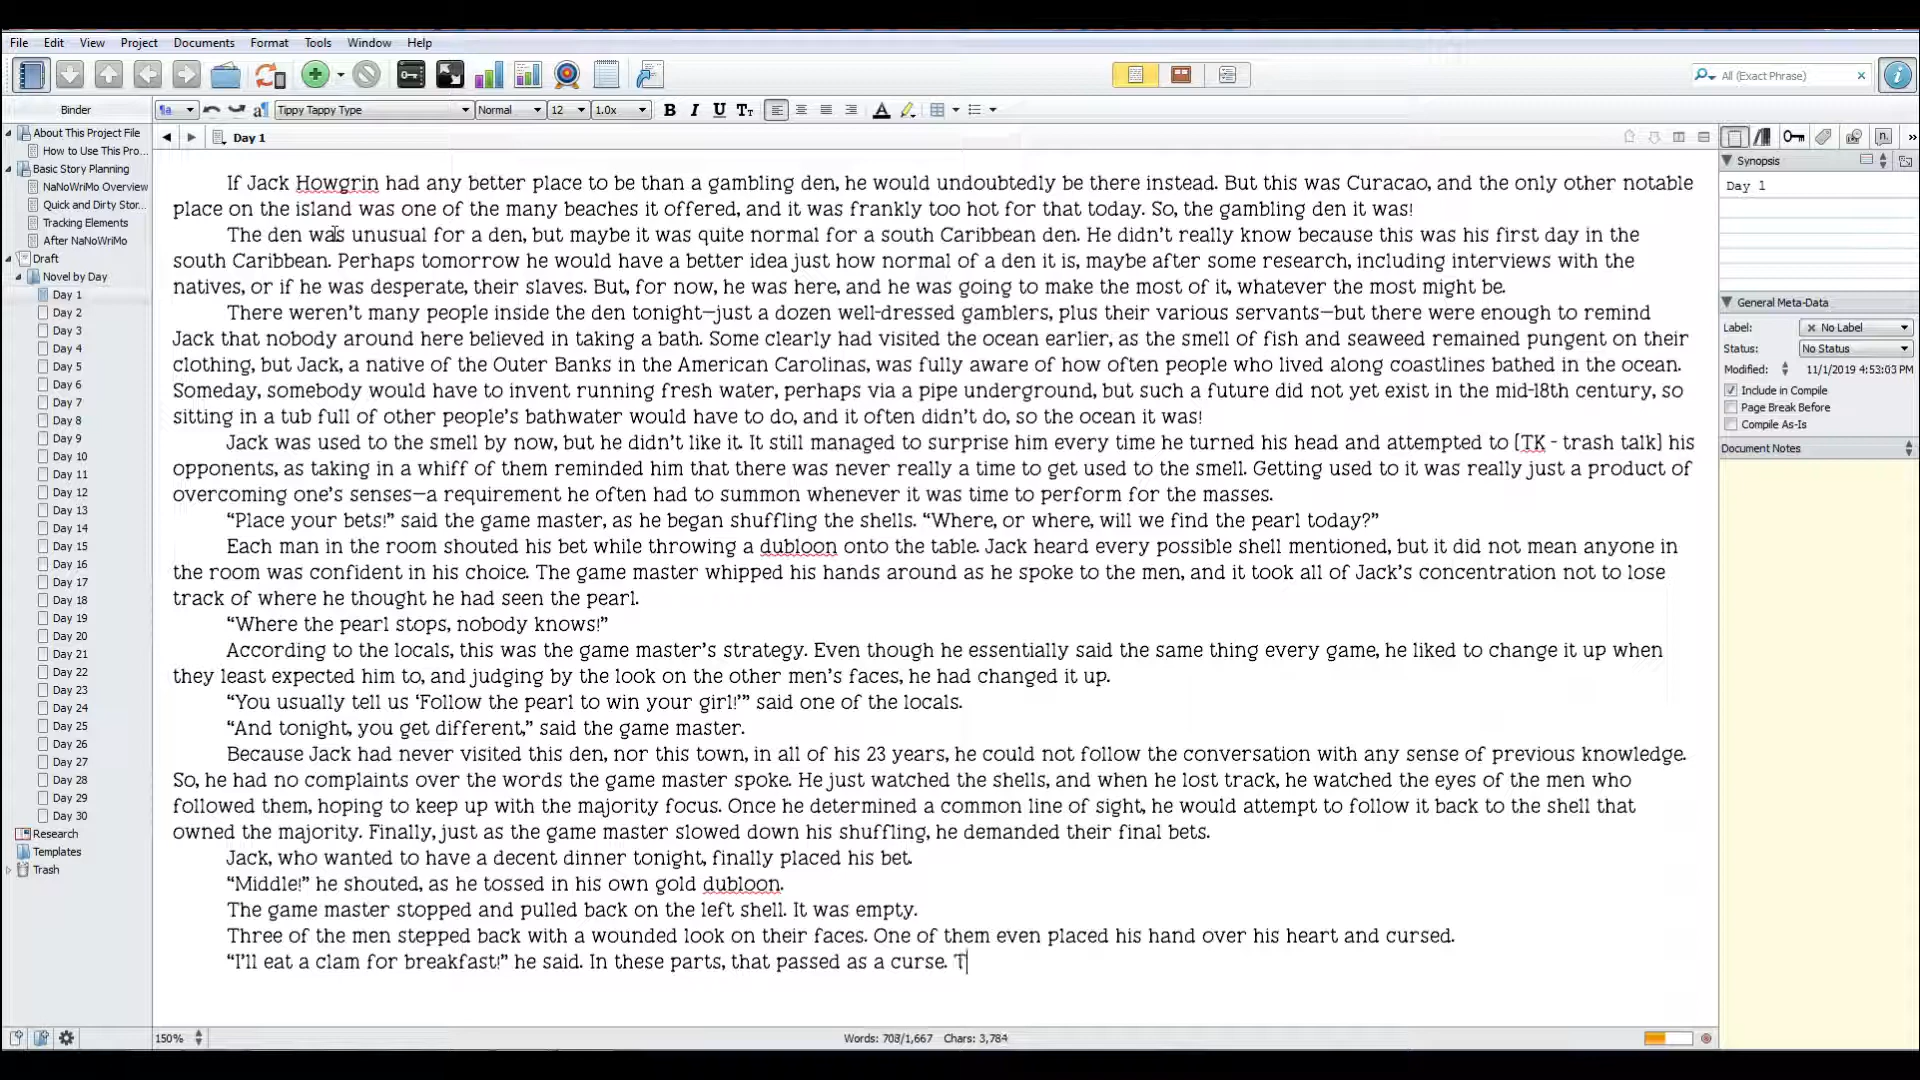 File Edit View Project Documents Format Tools Window Help
All (Exact Phrase)
Binder
Tippy Tappy Type Normal 12 1.0x B I U
Day 1
About This Project File
How to Use This Pro...
Basic Story Planning
NaNoWriMo Overview
Quick and Dirty Stor...
Tracking Elements
After NaNoWriMo
Draft
Novel by Day
Day 1
Day 2
Day 3
Day 4
Day 5
Day 6
Day 7
Day 8
Day 9
Day 10
Day 11
Day 12
Day 13
Day 14
Day 15
Day 16
Day 17
Day 18
Day 19
Day 20
Day 21
Day 22
Day 23
Day 24
Day 25
Day 26
Day 27
Day 28
Day 29
Day 30
Research
Templates
Trash
If Jack Howgrin had any better place to be than a gambling den, he would undoubtedly be there instead. But this was Curacao, and the only other notable
place on the island was one of the many beaches it offered, and it was frankly too hot for that today. So, the gambling den it was!
The den was unusual for a den, but maybe it was quite normal for a south Caribbean den. He didn’t really know because this was his first day in the
south Caribbean. Perhaps tomorrow he would have a better idea just how normal of a den it is, maybe after some research, including interviews with the
natives, or if he was desperate, their slaves. But, for now, he was here, and he was going to make the most of it, whatever the most might be.
There weren’t many people inside the den tonight—just a dozen well-dressed gamblers, plus their various servants—but there were enough to remind
Jack that nobody around here believed in taking a bath. Some clearly had visited the ocean earlier, as the smell of fish and seaweed remained pungent on their
clothing, but Jack, a native of the Outer Banks in the American Carolinas, was fully aware of how often people who lived along coastlines bathed in the ocean.
Someday, somebody would have to invent running fresh water, perhaps via a pipe underground, but such a future did not yet exist in the mid-18th century, so
sitting in a tub full of other people’s bathwater would have to do, and it often didn’t do, so the ocean it was!
Jack was used to the smell by now, but he didn’t like it. It still managed to surprise him every time he turned his head and attempted to [TK - trash talk] his
opponents, as taking in a whiff of them reminded him that there was never really a time to get used to the smell. Getting used to it was really just a product of
overcoming one’s senses—a requirement he often had to summon whenever it was time to perform for the masses.
“Place your bets!” said the game master, as he began shuffling the shells. “Where, or where, will we find the pearl today?”
Each man in the room shouted his bet while throwing a dubloon onto the table. Jack heard every possible shell mentioned, but it did not mean anyone in
the room was confident in his choice. The game master whipped his hands around as he spoke to the men, and it took all of Jack’s concentration not to lose
track of where he thought he had seen the pearl.
“Where the pearl stops, nobody knows!”
According to the locals, this was the game master’s strategy. Even though he essentially said the same thing every game, he liked to change it up when
they least expected him to, and judging by the look on the other men’s faces, he had changed it up.
“You usually tell us ‘Follow the pearl to win your girl!’” said one of the locals.
“And tonight, you get different,” said the game master.
Because Jack had never visited this den, nor this town, in all of his 23 years, he could not follow the conversation with any sense of previous knowledge.
So, he had no complaints over the words the game master spoke. He just watched the shells, and when he lost track, he watched the eyes of the men who
followed them, hoping to keep up with the majority focus. Once he determined a common line of sight, he would attempt to follow it back to the shell that
owned the majority. Finally, just as the game master slowed down his shuffling, he demanded their final bets.
Jack, who wanted to have a decent dinner tonight, finally placed his bet.
“Middle!” he shouted, as he tossed in his own gold dubloon.
The game master stopped and pulled back on the left shell. It was empty.
Three of the men stepped back with a wounded look on their faces. One of them even placed his hand over his heart and cursed.
“I’ll eat a clam for breakfast!” he said. In these parts, that passed as a curse. T
Synopsis
Day 1
General Meta-Data
Label: No Label
Status: No Status
Modified: 11/1/2019 4:53:03 PM
Include in Compile
Page Break Before
Compile As-Is
Document Notes
150%
Words: 708/1,667 Chars: 3,784